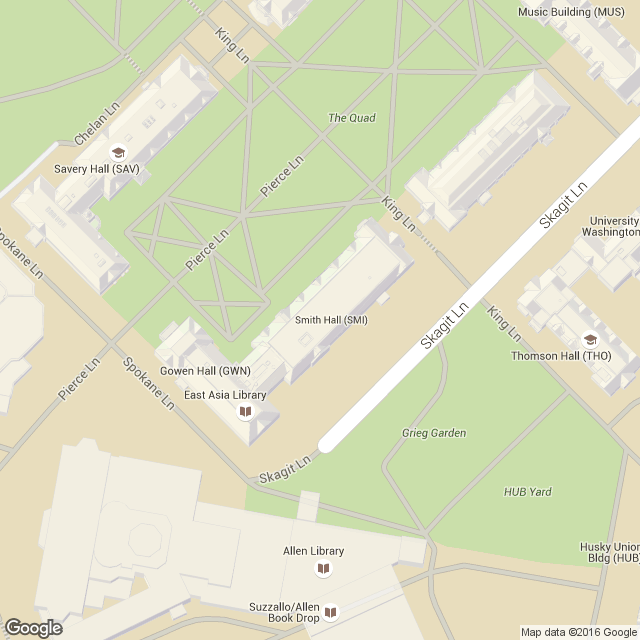 Music Building (MUS)
King Ln
The Quad
Chelan Ln
Savery Hall (SAV)
Pierce Ln
King Ln
Skagit Ln
University
Washington
Spokane Ln
Pierce Ln
Smith Hall (SMI)
Skagit Ln
King Ln
Thomson Hall (THO)
Gowen Hall (GWN)
East Asia Library
Pierce Ln
Spokane Ln
Grieg Garden
Skagit Ln
HUB Yard
Allen Library
Husky Union
Bldg (HUB)
Suzzallo/Allen
Book Drop
Google
Map data ©2016 Google